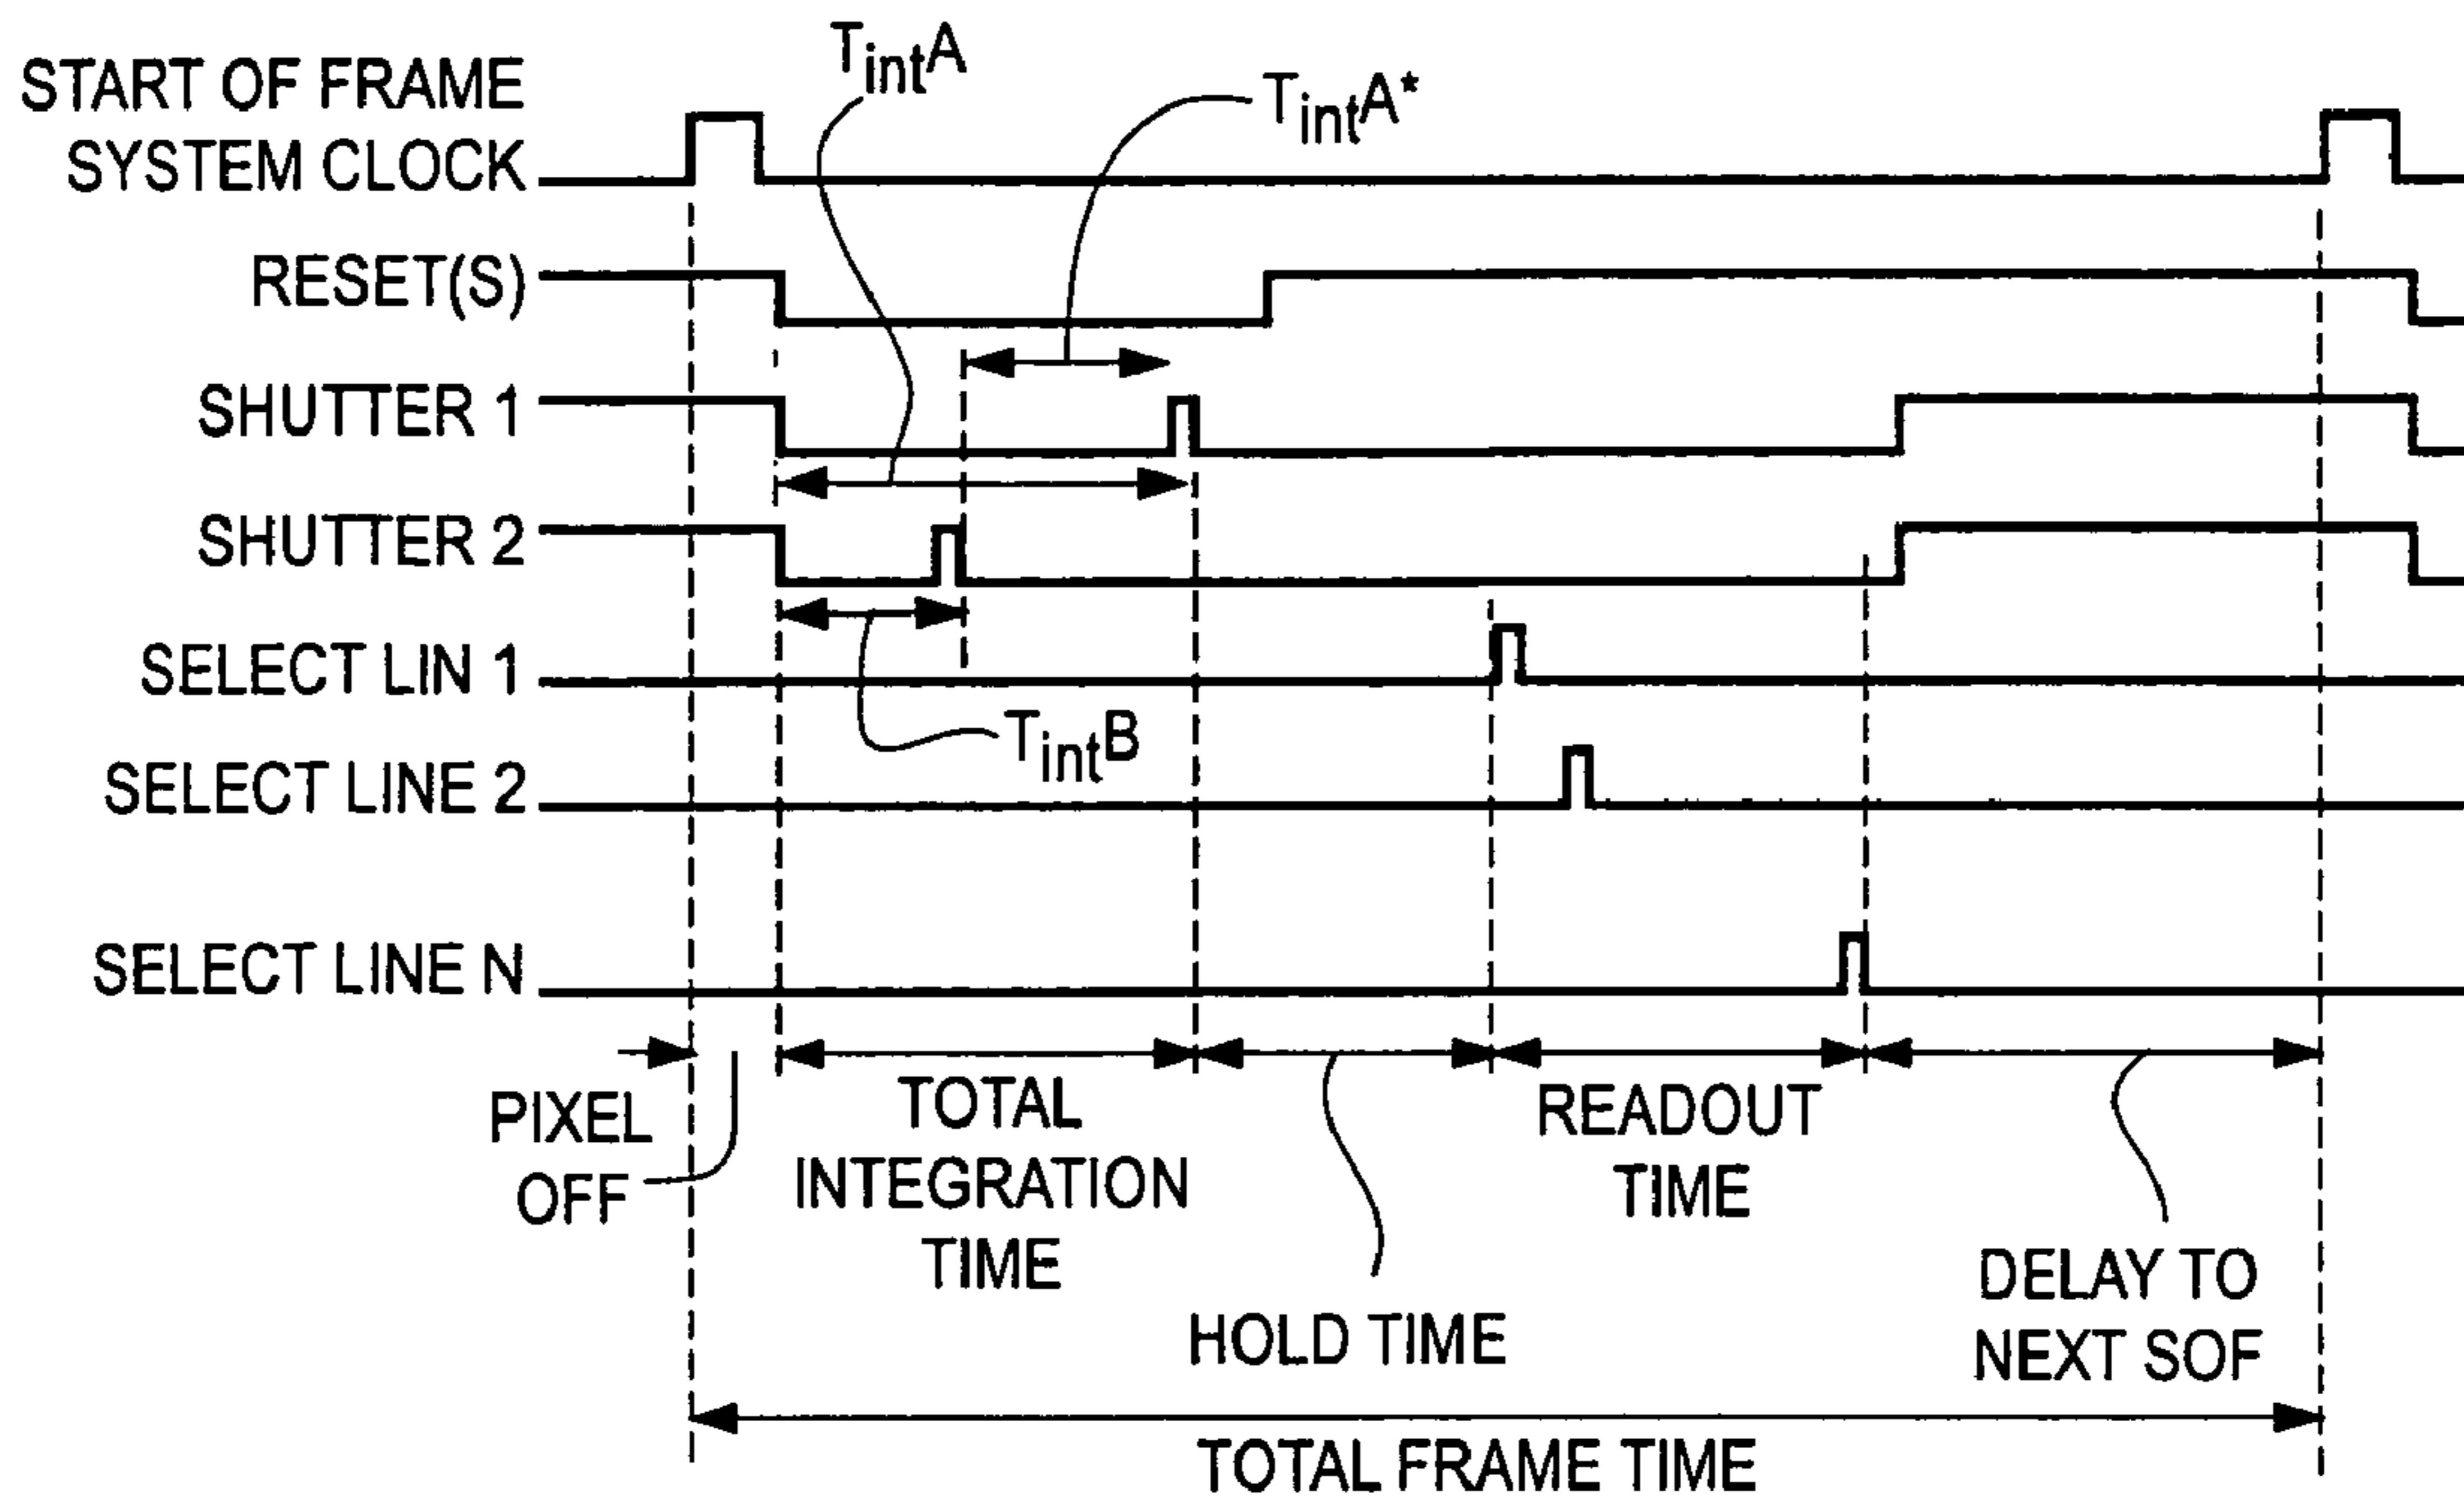 START OF FRAME
SYSTEM CLOCK
TintA
TintA*
RESET(S)
SHUTTER 1
SHUTTER 2
SELECT LIN 1
TintB
SELECT LINE 2
SELECT LINE N
PIXEL
OFF
TOTAL
INTEGRATION
TIME
HOLD TIME
READOUT
TIME
DELAY TO
NEXT SOF
TOTAL FRAME TIME